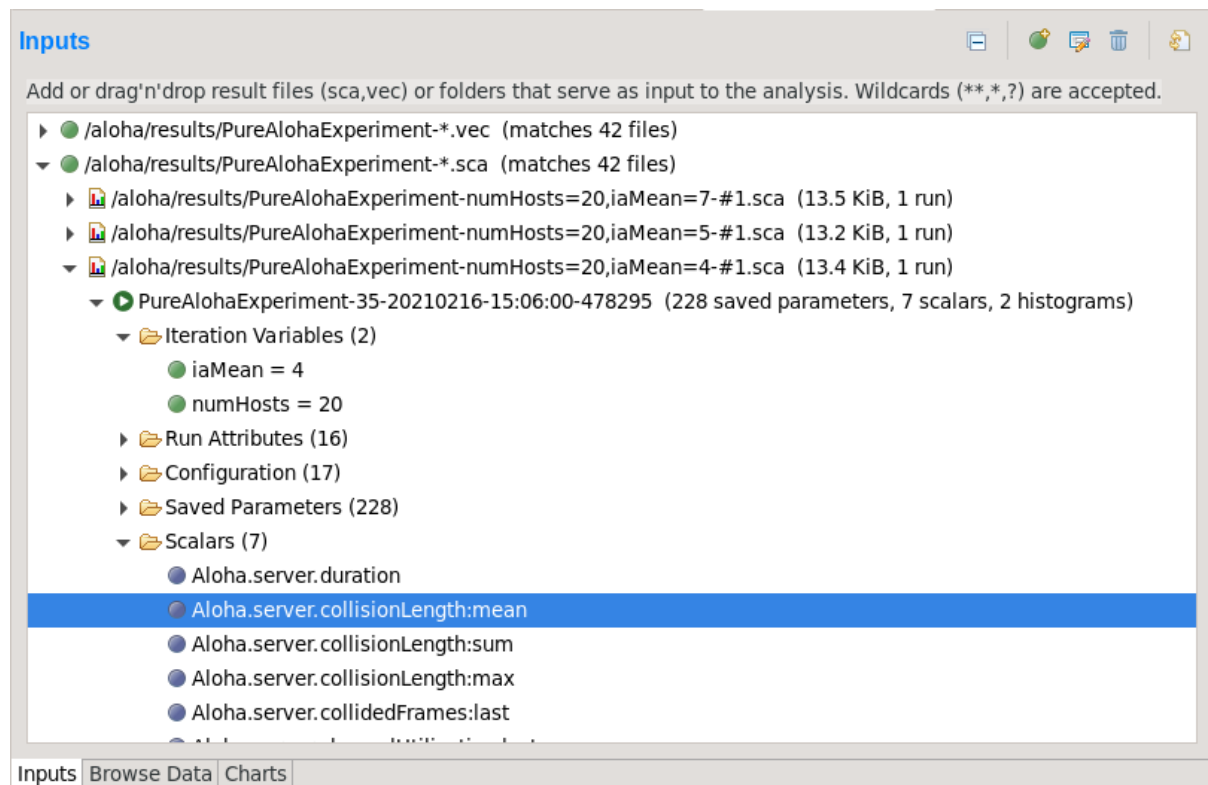 Inputs
Add or drag'n'drop result files (sca,vec) or folders that serve as input to the analysis. Wildcards (**,*,?) are accepted.
/aloha/results/PureAlohaExperiment-*.vec (matches 42 files)
/aloha/results/PureAlohaExperiment-*.sca (matches 42 files)
/aloha/results/PureAlohaExperiment-numHosts=20,iaMean=7-#1.sca (13.5 KiB, 1 run)
/aloha/results/PureAlohaExperiment-numHosts=20,iaMean=5-#1.sca (13.2 KiB, 1 run)
/aloha/results/PureAlohaExperiment-numHosts=20,iaMean=4-#1.sca (13.4 KiB, 1 run)
PureAlohaExperiment-35-20210216-15:06:00-478295 (228 saved parameters, 7 scalars, 2 histograms)
Iteration Variables (2)
iaMean = 4
numHosts = 20
Run Attributes (16)
Configuration (17)
Saved Parameters (228)
Scalars (7)
Aloha.server.duration
Aloha.server.collisionLength:mean
Aloha.server.collisionLength:sum
Aloha.server.collisionLength:max
Aloha.server.collidedFrames:last
Inputs Browse Data Charts